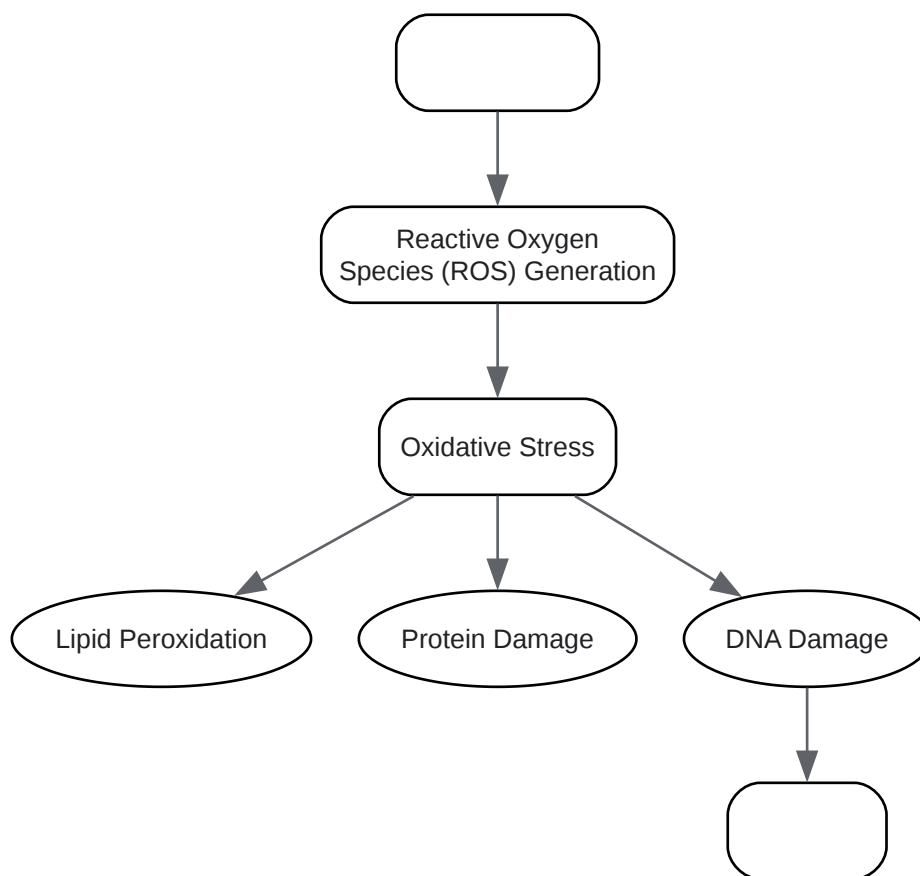 Reactive Oxygen
Species (ROS) Generation
Oxidative Stress
Lipid Peroxidation
Protein Damage
DNA Damage